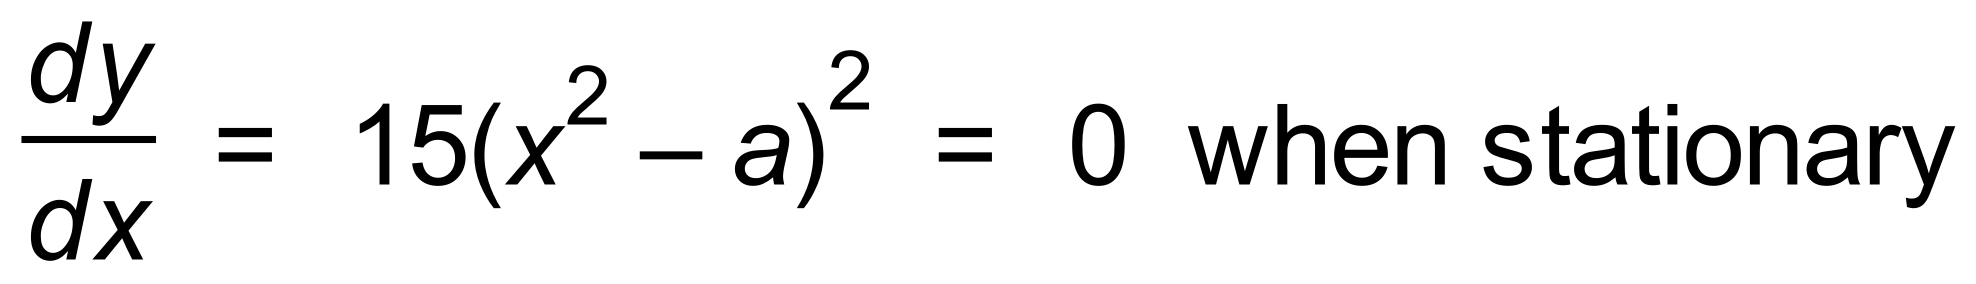 dy/dx = 15(x² – a)² = 0 when stationary